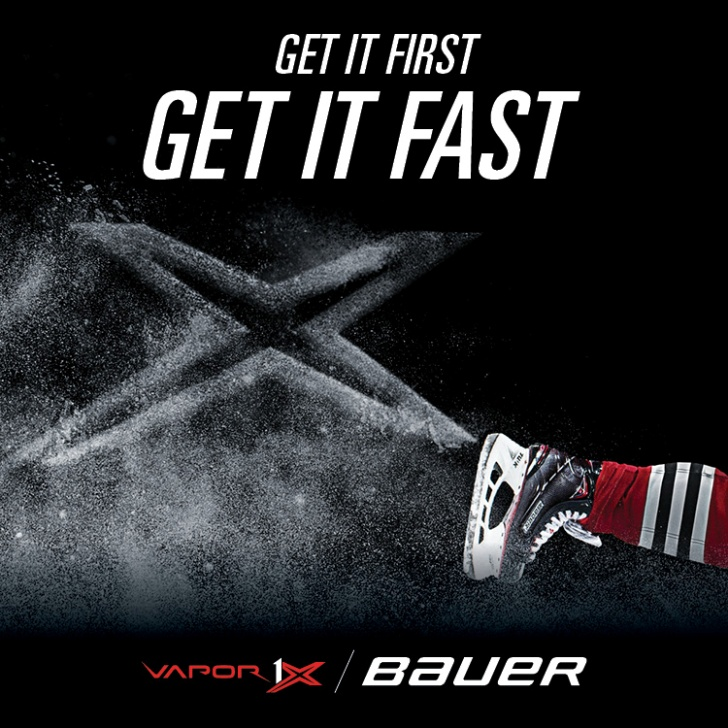 GET IT FIRST
GET IT FAST
VAPOR 1X / BAUER